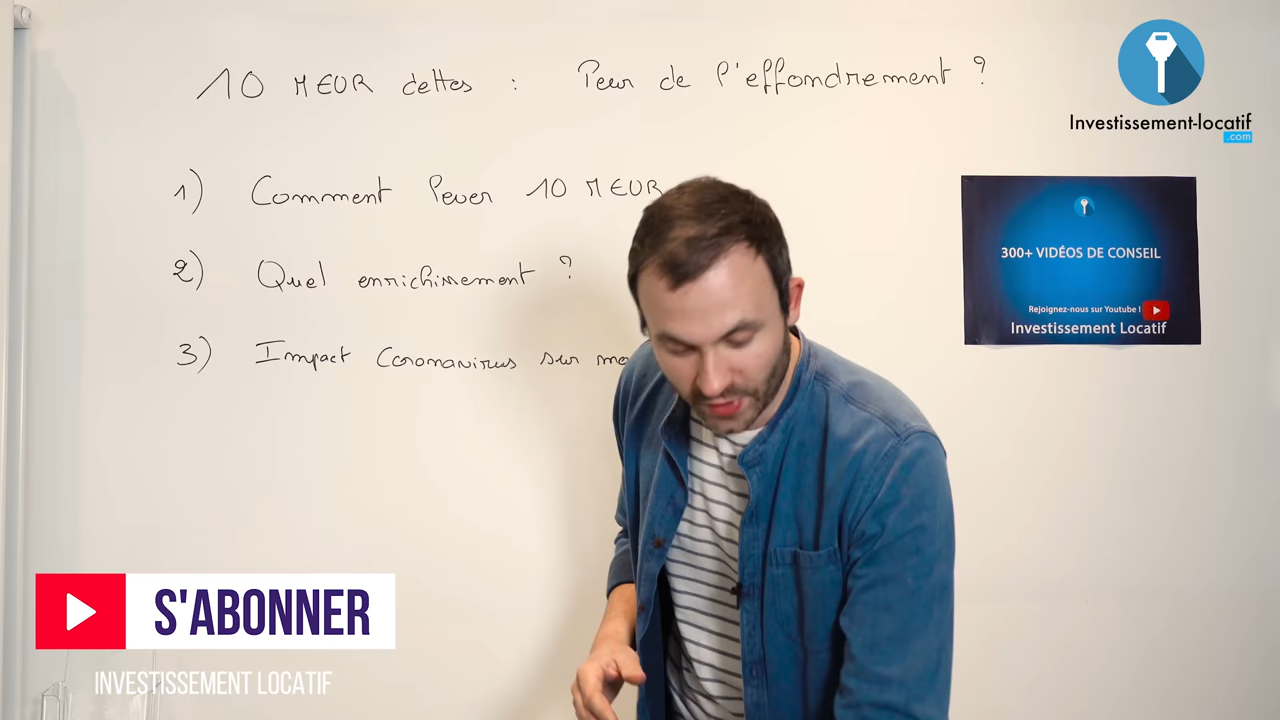 10 MEUR dettes : Peur de l'effondrement ?
Investissement-locatif
.com
1) Comment lever 10 MEUR
2) Quel enrichissement ?
3) Impact Coronavirus sur mo
300+ VIDÉOS DE CONSEIL
Rejoignez-nous sur Youtube !
Investissement Locatif
S'ABONNER
INVESTISSEMENT LOCATIF